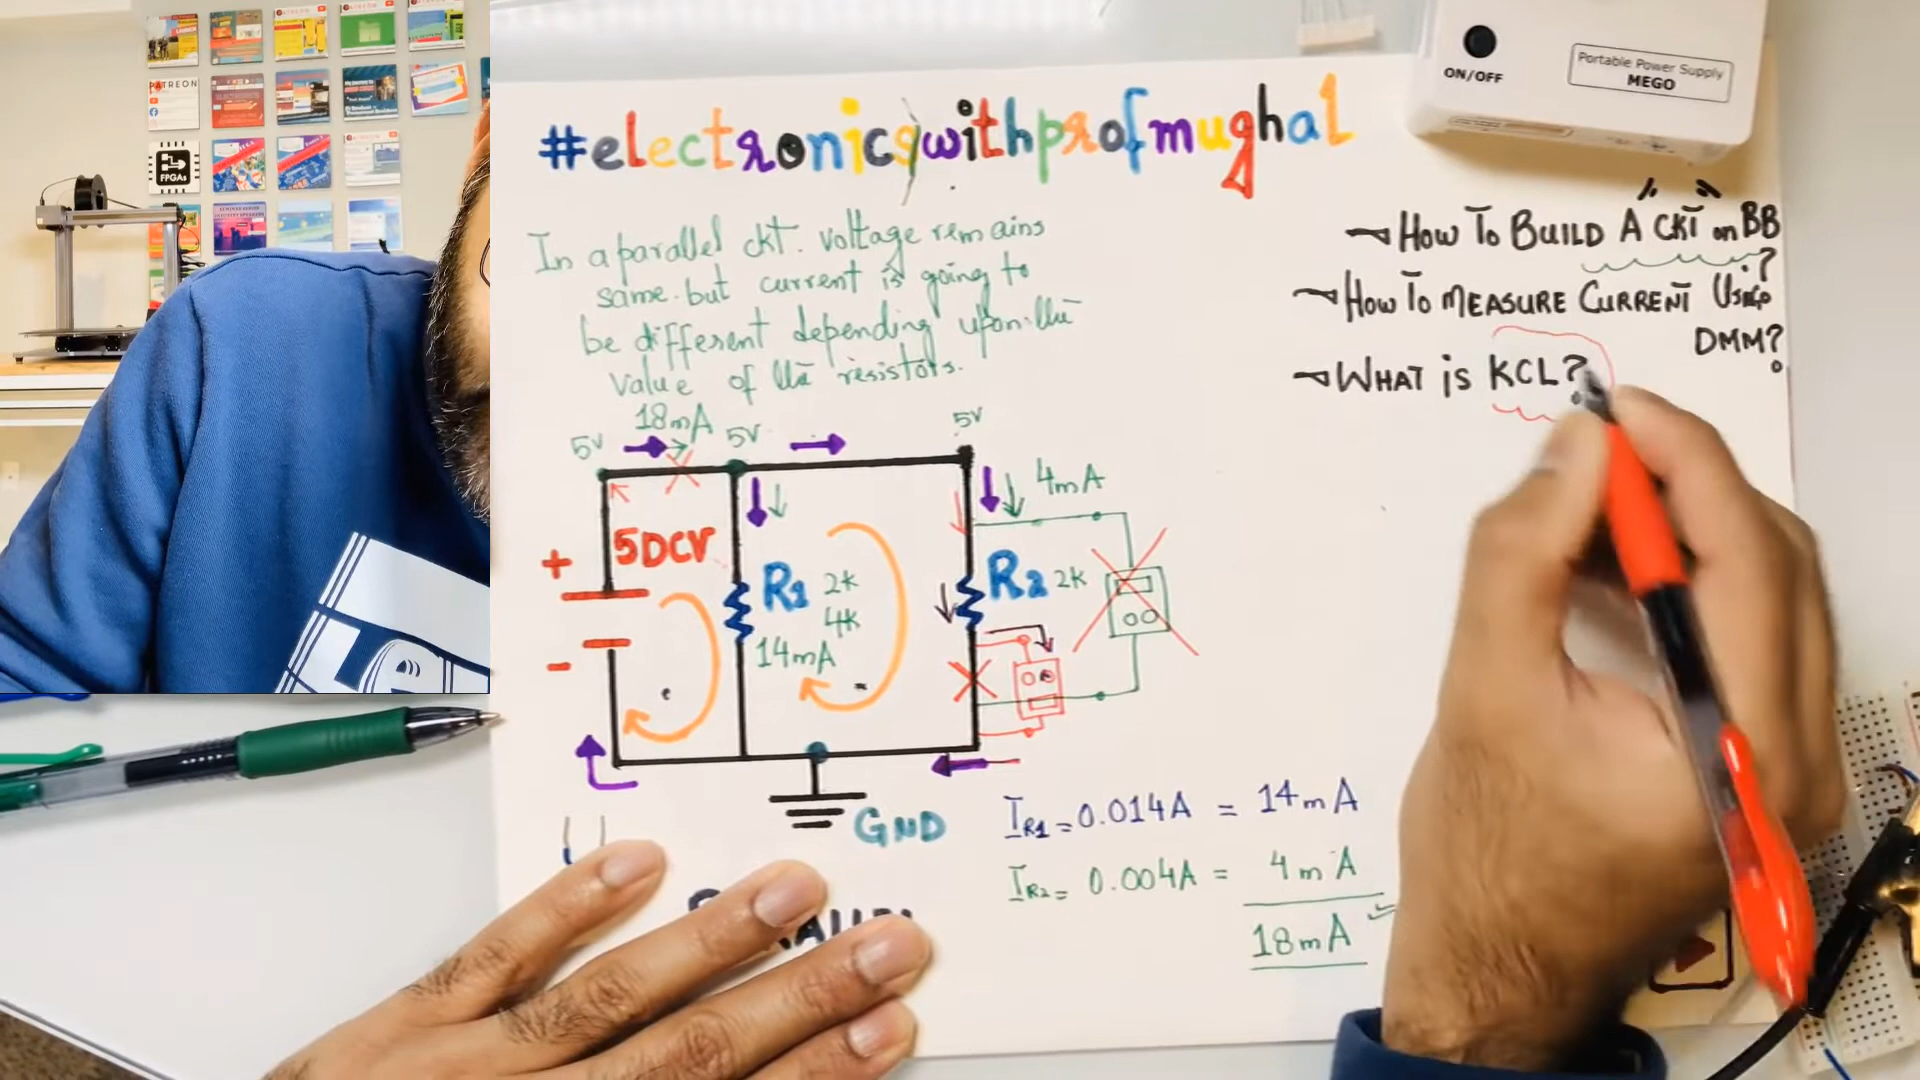 PATREON
FPGAs
#electronicswithprofmughal
ON/OFF
Portable Power Supply
MEGO
In a parallel ckt. voltage remains
same but current is going to
be different depending upon the
value of the resistors.
HOW TO BUILD A CKT on BB
?
HOW TO MEASURE CURRENT USING
DMM?
WHAT is KCL?
18mA
5V
5V
5V
4mA
+
5DCV
R1 2k
4k
14mA
R2 2k
-
GND
IR1 = 0.014A = 14mA
IR2 = 0.004A = 4mA
18mA